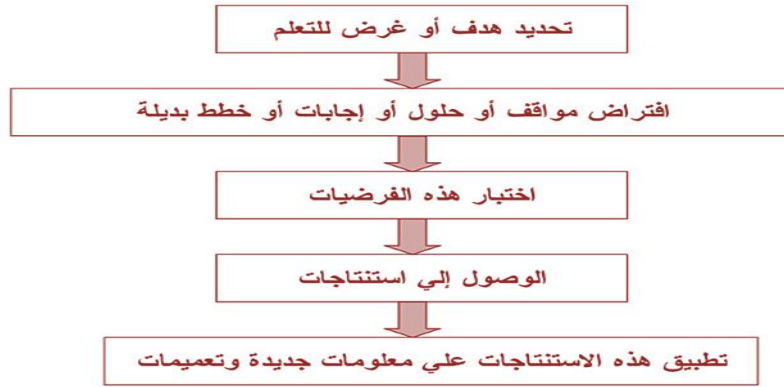 تحديد هدف أو غرض للتعلم
افتراض مواقف أو حلول أو إجابات أو خطط بديلة
اختبار هذه الفرضيات
الوصول إلي استنتاجات
تطبيق هذه الاستنتاجات علي معلومات جديدة وتعميمات